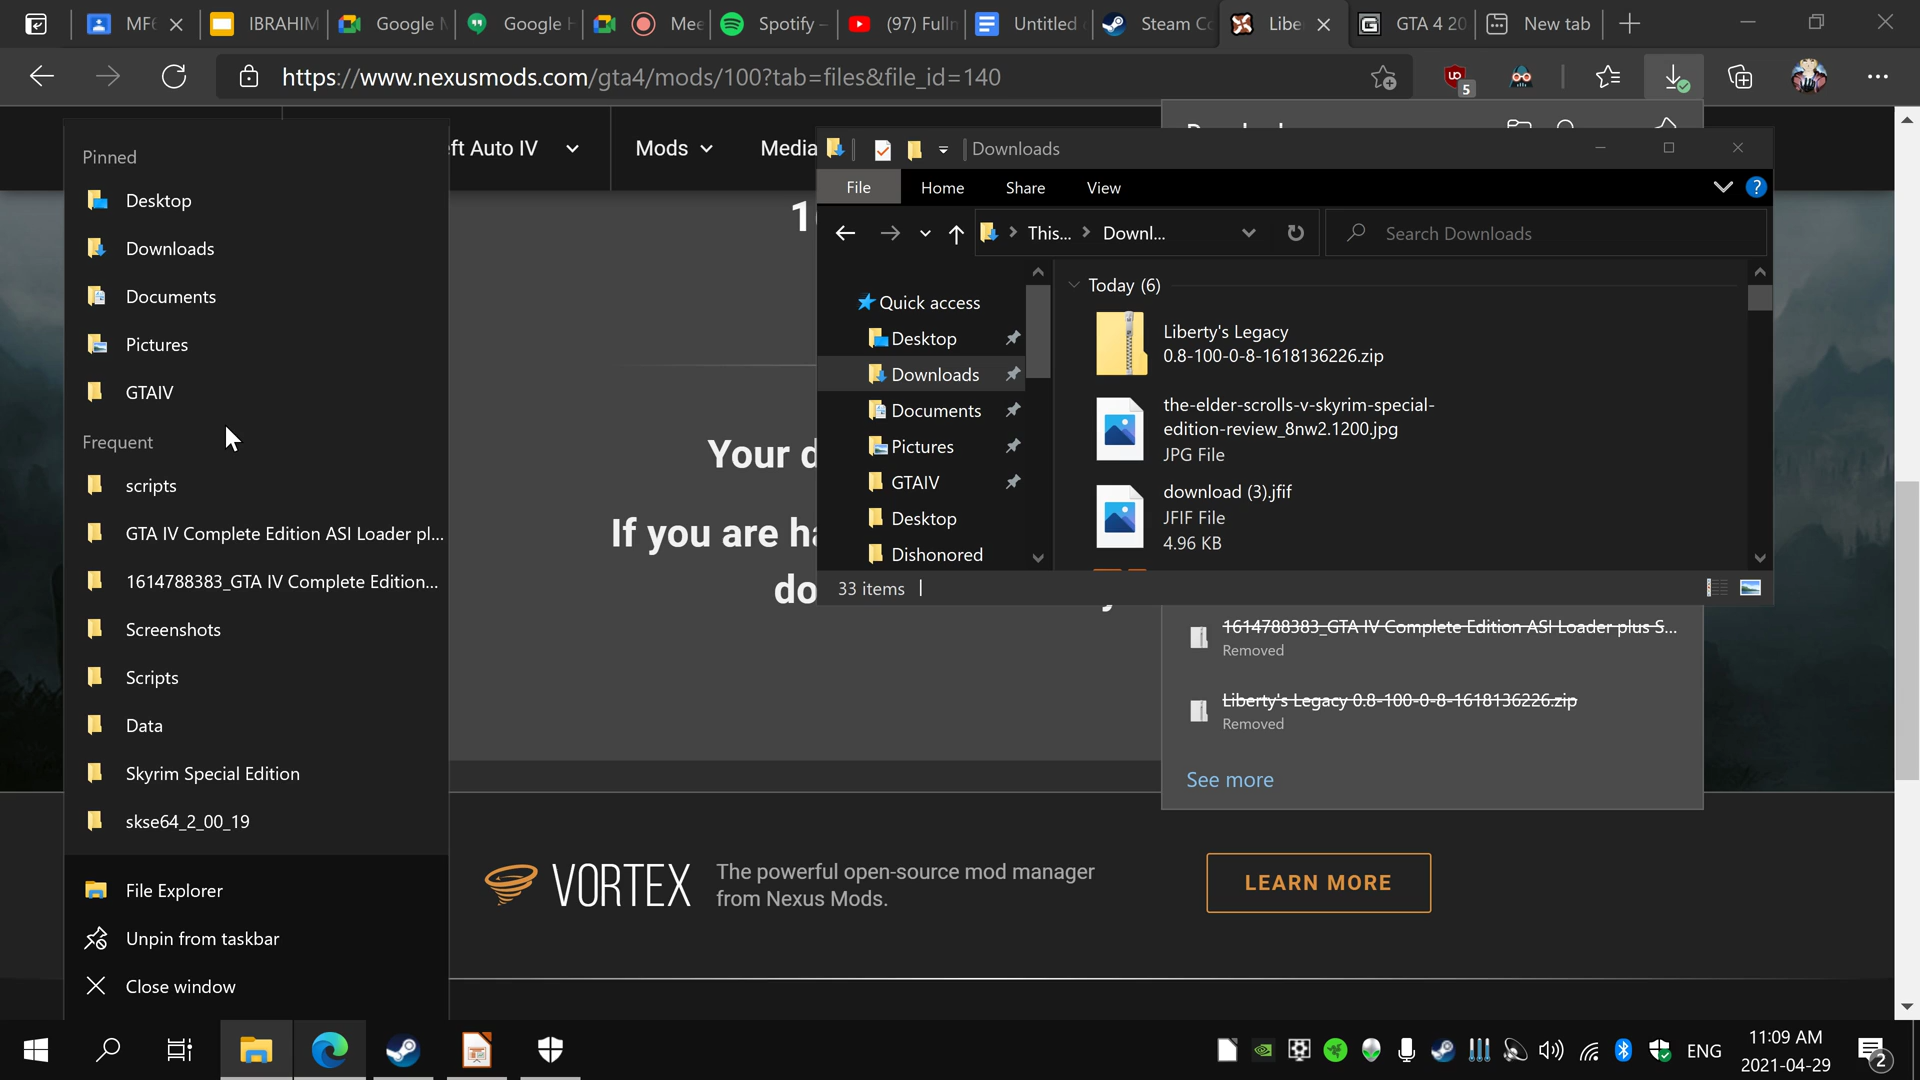 MF6
IBRAHIM
Google M
Google H
Mee
Spotify -
(97) Fullm
Untitled
Steam Co
Liber
GTA 4 20
New tab
https://www.nexusmods.com/gta4/mods/100?tab=files&file_id=140
5
ft Auto IV
Mods
Media
Your d
If you are ha
do
Pinned
Desktop
Downloads
Documents
Pictures
GTAIV
Frequent
scripts
GTA IV Complete Edition ASI Loader pl...
1614788383_GTA IV Complete Edition...
Screenshots
Scripts
Data
Skyrim Special Edition
skse64_2_00_19
File Explorer
Unpin from taskbar
Close window
Downloads
File
Home
Share
View
This...
Downl...
Search Downloads
Quick access
Desktop
Downloads
Documents
Pictures
GTAIV
Desktop
Dishonored
Today (6)
Liberty's Legacy
0.8-100-0-8-1618136226.zip
the-elder-scrolls-v-skyrim-special-
edition-review_8nw2.1200.jpg
JPG File
download (3).jfif
JFIF File
4.96 KB
33 items
1614788383_GTA IV Complete Edition ASI Loader plus S...
Removed
Liberty's Legacy 0.8-100-0-8-1618136226.zip
Removed
See more
VORTEX
The powerful open-source mod manager
from Nexus Mods.
LEARN MORE
ENG
11:09 AM
2021-04-29
2